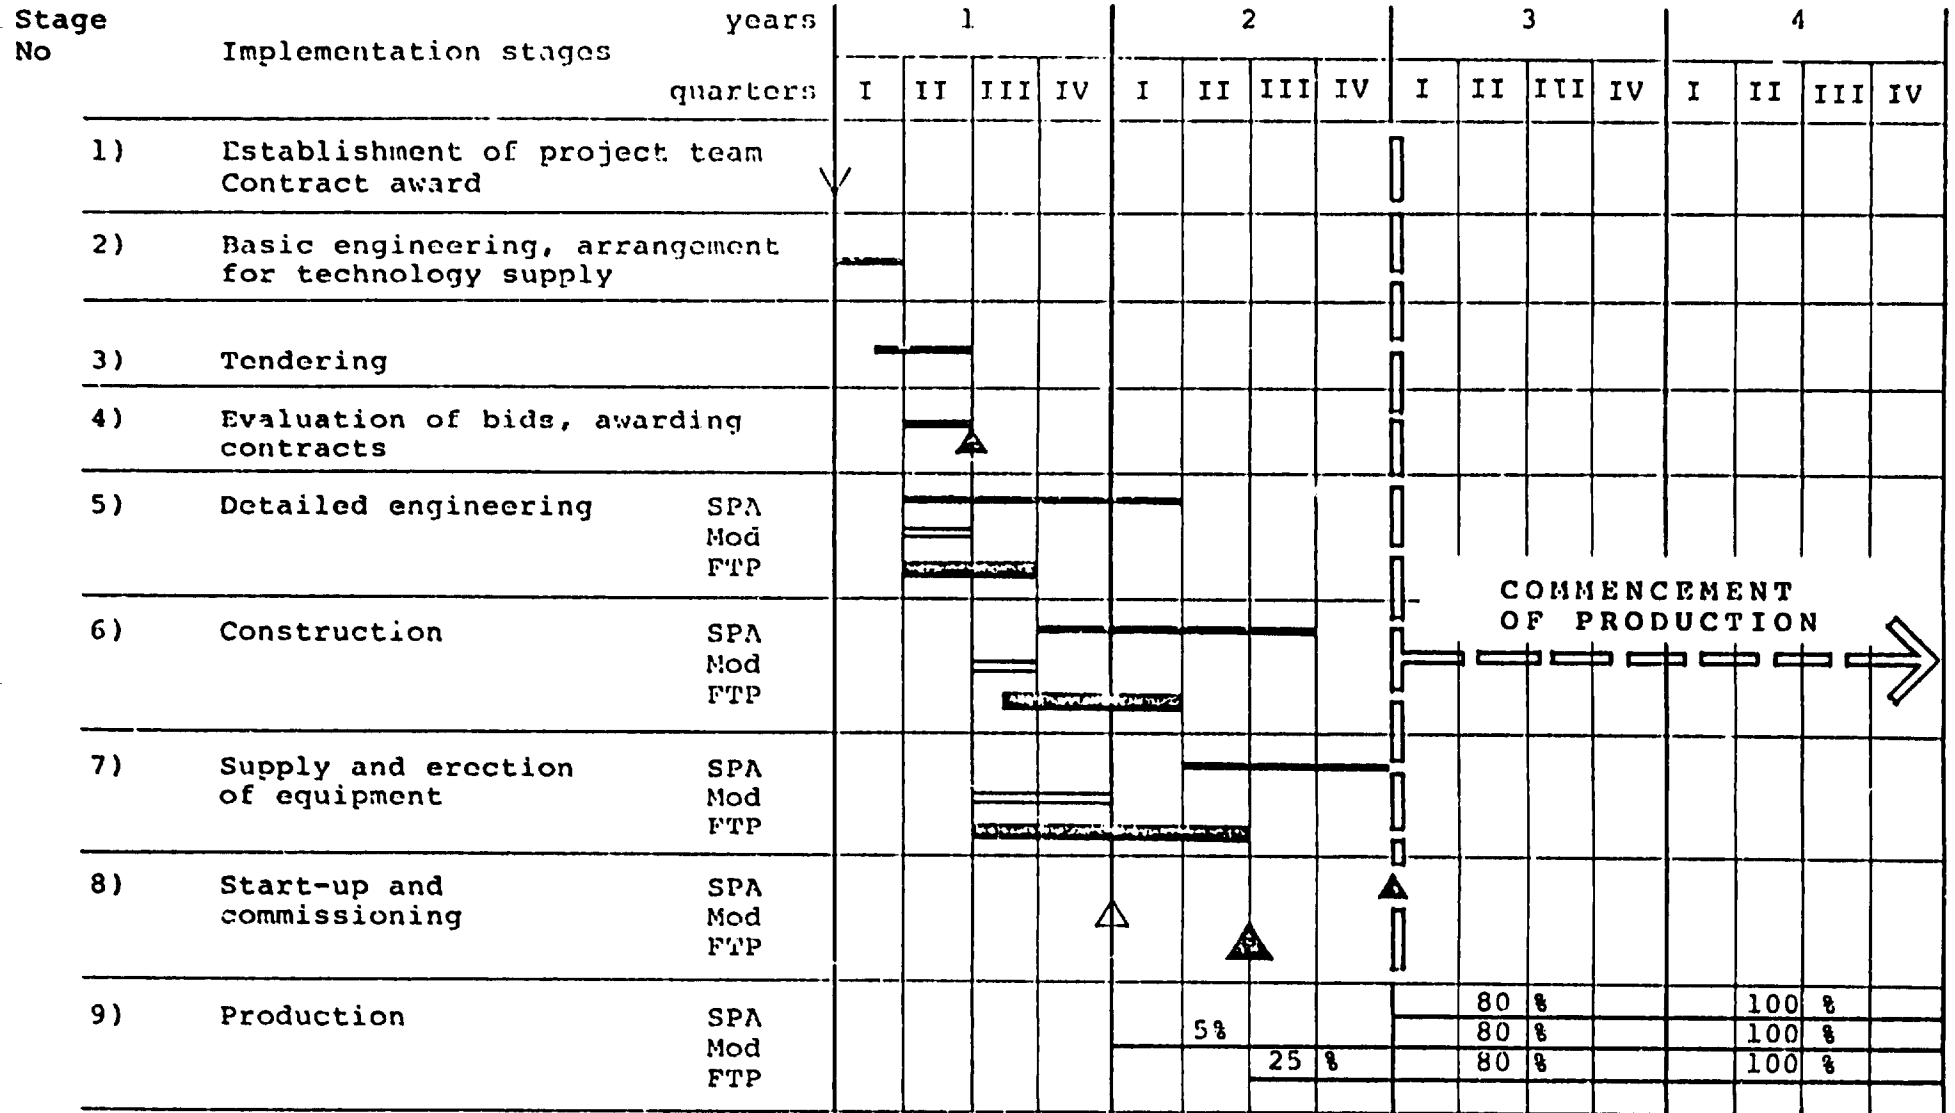 Stage years 1 2 3 4
No Implementation stages
quarters I II III IV I II III IV I II III IV I II III IV
1) Establishment of project team
Contract award
2) Basic engineering, arrangement
for technology supply
3) Tendering
4) Evaluation of bids, awarding
contracts
5) Detailed engineering SPA
Mod
FTP
COMMENCEMENT
OF PRODUCTION
6) Construction SPA
Mod
FTP
7) Supply and erection SPA
of equipment Mod
FTP
8) Start-up and SPA
commissioning Mod
FTP
80 % 100 %
9) Production SPA
5% 80 % 100 %
Mod
25 % 80 % 100 %
FTP